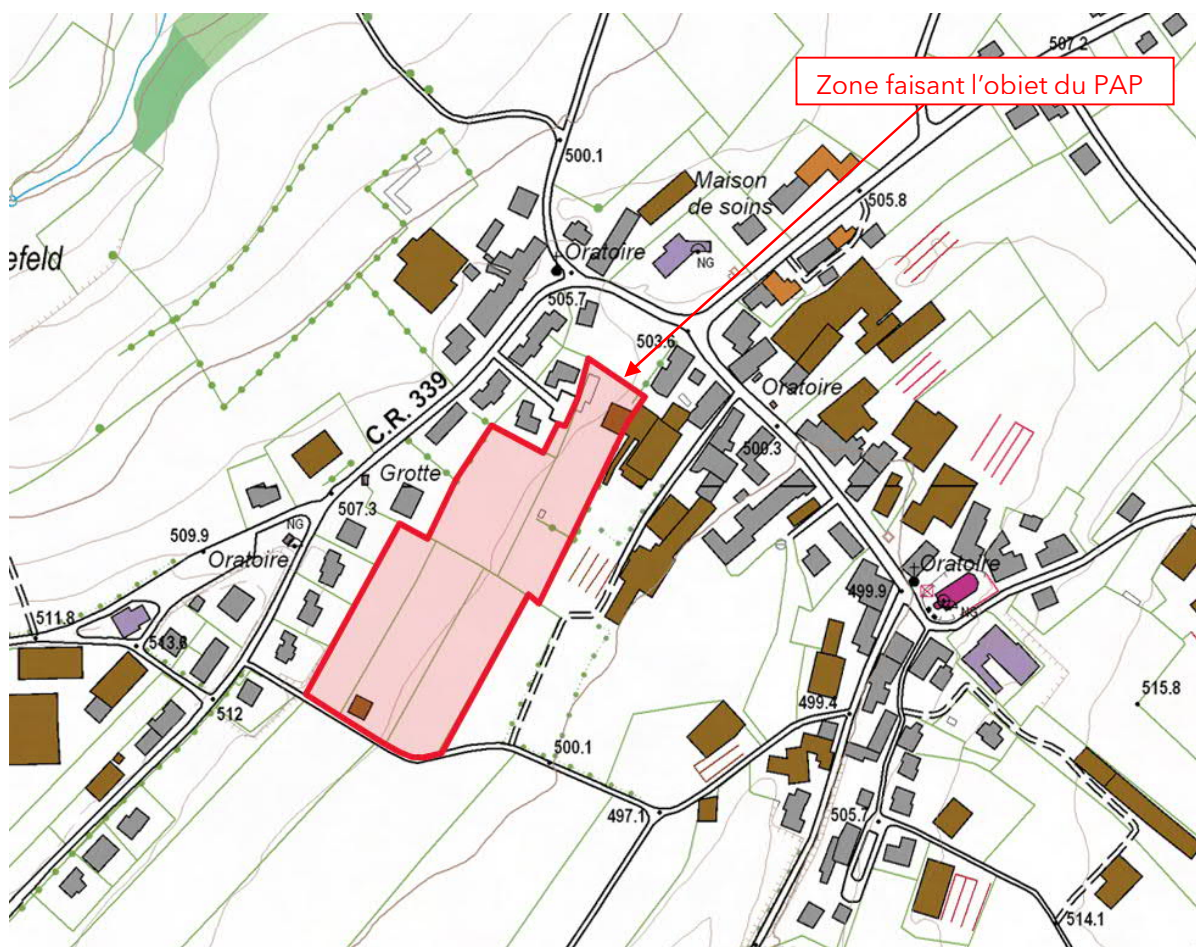 507.2
Zone faisant l'obiet du PAP
500.1
Maison
de soins
505.8
efeld
Oratoire
NG
505.7
503.6
Oratoire
C.R. 339
500.3
Grotte
507.3
NG
509.9
Oratoire
Oratoire
499.9
NG
511.8
513.6
515.8
512
499.4
500.1
497.1
505.7
514.1